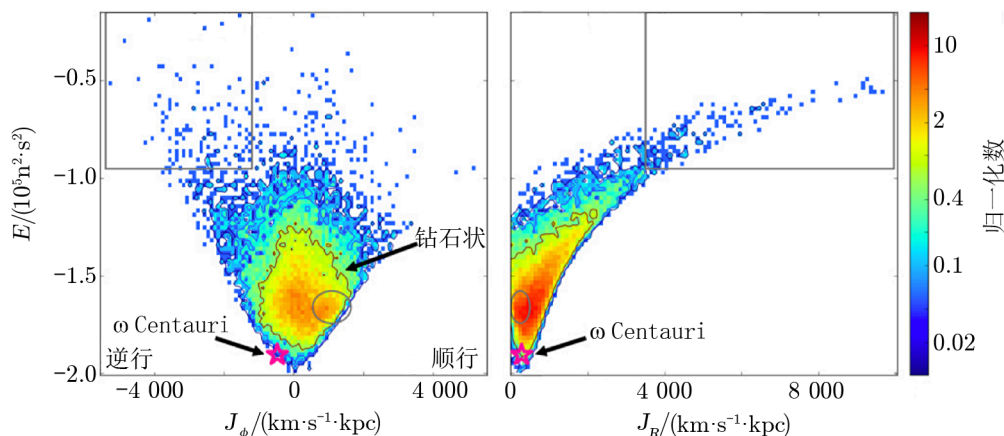 E/(10⁵n²·s²)
-0.5
-1.0
-1.5
-2.0
钻石状
ω Centauri
逆行
顺行
-4 000
0
4 000
J_ϕ/(km·s⁻¹·kpc)
ω Centauri
0
4 000
8 000
J_R/(km·s⁻¹·kpc)
10
2
0.4
0.1
0.02
归一化数